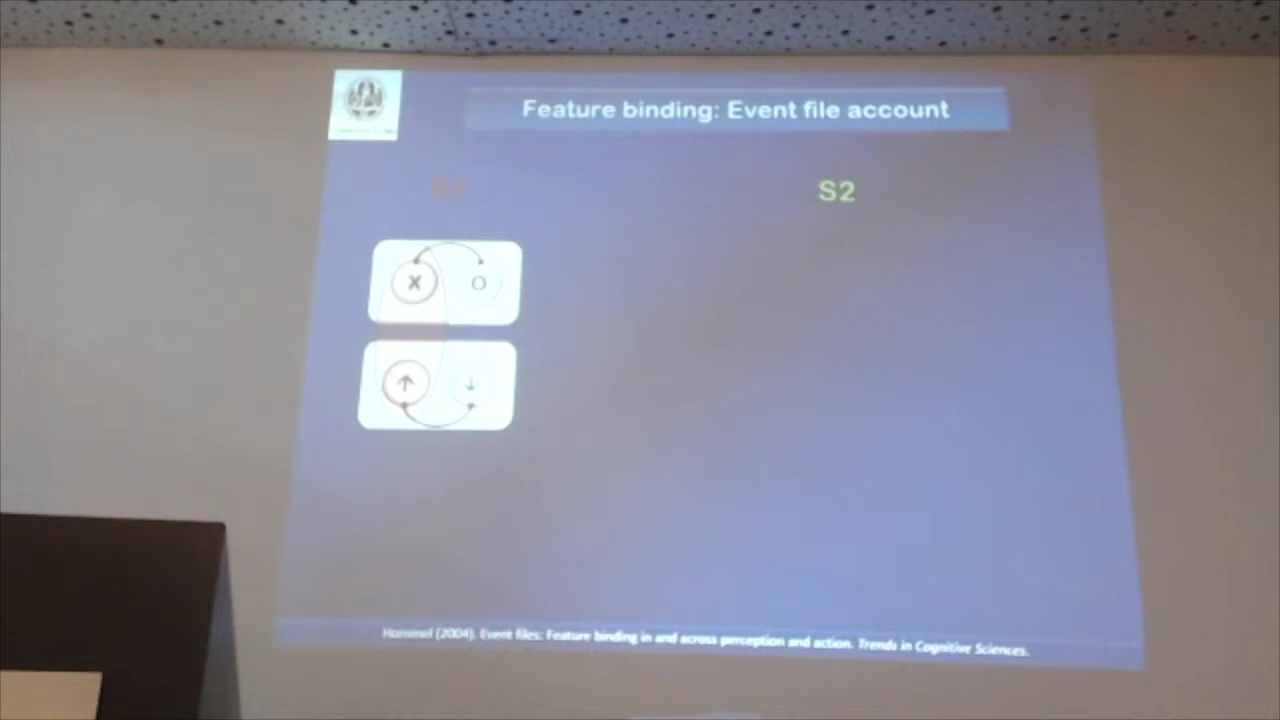 Feature binding: Event file account
S2
X O
↑ ↓
Hommel (2004). Event files: Feature binding in and across perception and action. Trends in Cognitive Sciences.